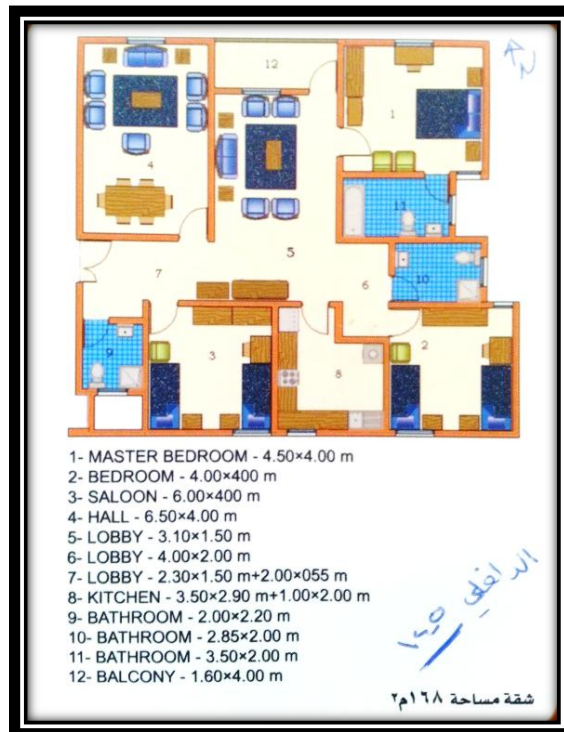 N
12
1
4
11
5
10
7
6
9
3
8
2
1- MASTER BEDROOM - 4.50×4.00 m
2- BEDROOM - 4.00×400 m
3- SALOON - 6.00×400 m
4- HALL - 6.50×4.00 m
5- LOBBY - 3.10×1.50 m
6- LOBBY - 4.00×2.00 m
7- LOBBY - 2.30×1.50 m+2.00×055 m
8- KITCHEN - 3.50×2.90 m+1.00×2.00 m
9- BATHROOM - 2.00×2.20 m
10- BATHROOM - 2.85×2.00 m
11- BATHROOM - 3.50×2.00 m
12- BALCONY - 1.60×4.00 m
شقة مساحة ١٦٨م٢